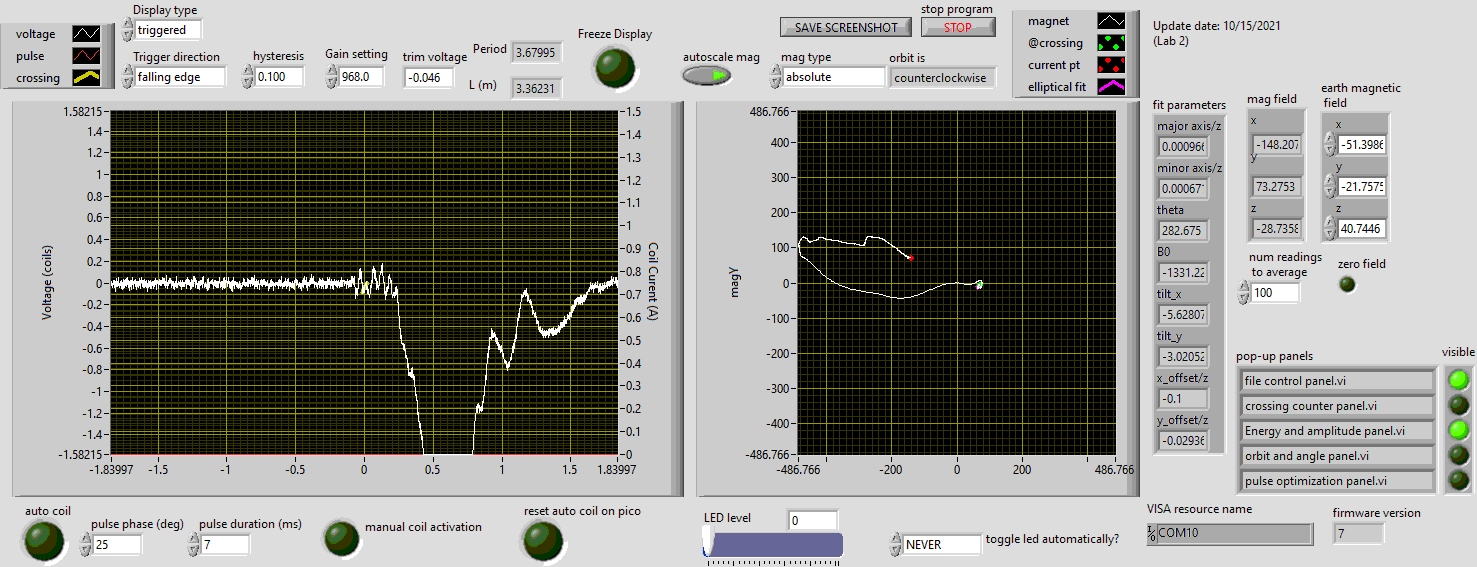 Display type
triggered
voltage
pulse
crossing
Trigger direction
falling edge
hysteresis
0.100
Gain setting
968.0
trim voltage
-0.046
Period
3.67995
L (m)
3.36231
Freeze Display
autoscale mag
SAVE SCREENSHOT
stop program
STOP
mag type
absolute
orbit is
counterclockwise
magnet
@crossing
current pt
elliptical fit
Update date: 10/15/2021
(Lab 2)
1.58215
1.4
1.2
1
0.8
0.6
0.4
0.2
0
-0.2
-0.4
-0.6
-0.8
-1
-1.2
-1.4
-1.58215
Voltage (coils)
-1.83997
-1.5
-1
-0.5
0
0.5
1
1.5
1.83997
1.5
1.4
1.3
1.2
1.1
1
0.9
0.8
0.7
0.6
0.5
0.4
0.3
0.2
0.1
0
Coil Current (A)
486.766
400
300
200
100
0
-100
-200
-300
-400
-486.766
magY
-486.766
-200
0
200
486.766
fit parameters
major axis/z
0.00096
minor axis/z
0.00067
theta
282.675
B0
-1331.22
tilt_x
-5.62807
tilt_y
-3.02052
x_offset/z
-0.1
y_offset/z
-0.02936
mag field
x
-148.207
y
73.2753
z
-28.7358
earth magnetic
field
x
-51.3986
y
-21.7575
z
40.7446
num readings
to average
100
zero field
pop-up panels
visible
file control panel.vi
crossing counter panel.vi
Energy and amplitude panel.vi
orbit and angle panel.vi
pulse optimization panel.vi
auto coil
pulse phase (deg)
25
pulse duration (ms)
7
manual coil activation
reset auto coil on pico
LED level
0
NEVER
toggle led automatically?
VISA resource name
COM10
firmware version
7